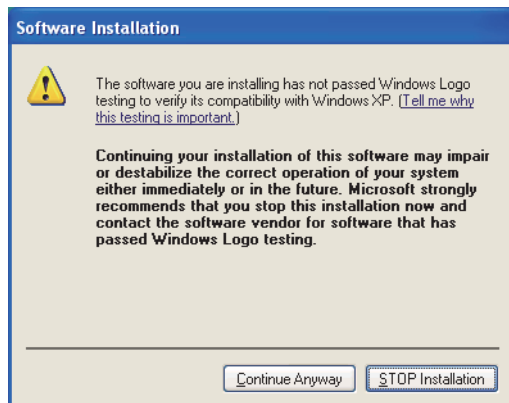 Software Installation
The software you are installing has not passed Windows Logo
testing to verify its compatibility with Windows XP. (Tell me why
this testing is important.)
Continuing your installation of this software may impair
or destabilize the correct operation of your system
either immediately or in the future. Microsoft strongly
recommends that you stop this installation now and
contact the software vendor for software that has
passed Windows Logo testing.
Continue Anyway
STOP Installation